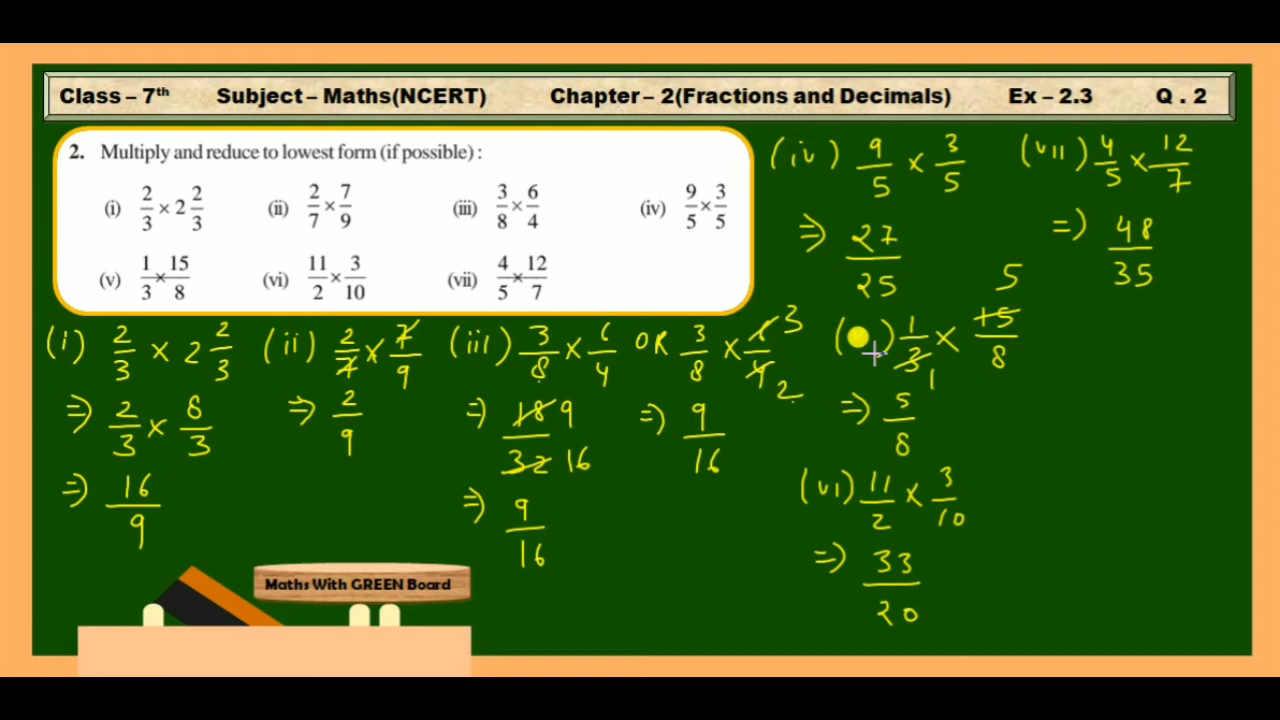 Class – 7th Subject – Maths(NCERT) Chapter – 2(Fractions and Decimals) Ex – 2.3 Q . 2
2. Multiply and reduce to lowest form (if possible) :
(i) 2/3 × 2 2/3 (ii) 2/7 × 7/9 (iii) 3/8 × 6/4 (iv) 9/5 × 3/5
(v) 1/3 × 15/8 (vi) 11/2 × 3/10 (vii) 4/5 × 12/7
(i) 2/3 × 2 2/3
⇒ 2/3 × 8/3
⇒ 16/9
(ii) 2/7 × 7/9
⇒ 2/9
(iii) 3/8 × 6/4 OR 3/8 × 6/4 3 2
⇒ 18/32 9 16 ⇒ 9/16
⇒ 9/16
(iv) 9/5 × 3/5
⇒ 27/25
( ) 1/3 × 15/8 5 1
⇒ 5/8
(vi) 11/2 × 3/10
⇒ 33/20
(vii) 4/5 × 12/7
⇒ 48/35
Maths With GREEN Board